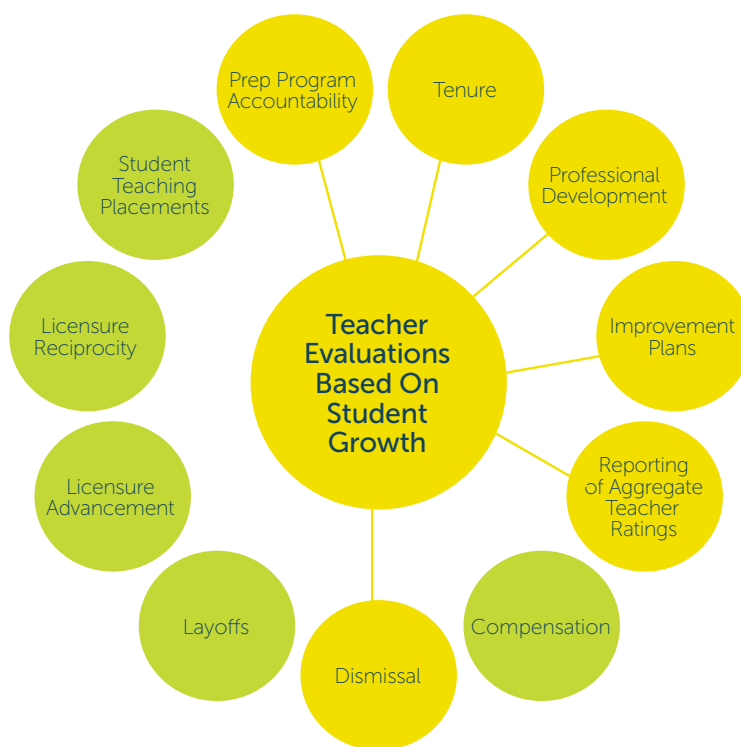 Prep Program
Accountability
Tenure
Student
Teaching
Placements
Professional
Development
Licensure
Reciprocity
Teacher
Evaluations
Based On
Student
Growth
Improvement
Plans
Licensure
Advancement
Reporting
of Aggregate
Teacher
Ratings
Layoffs
Compensation
Dismissal